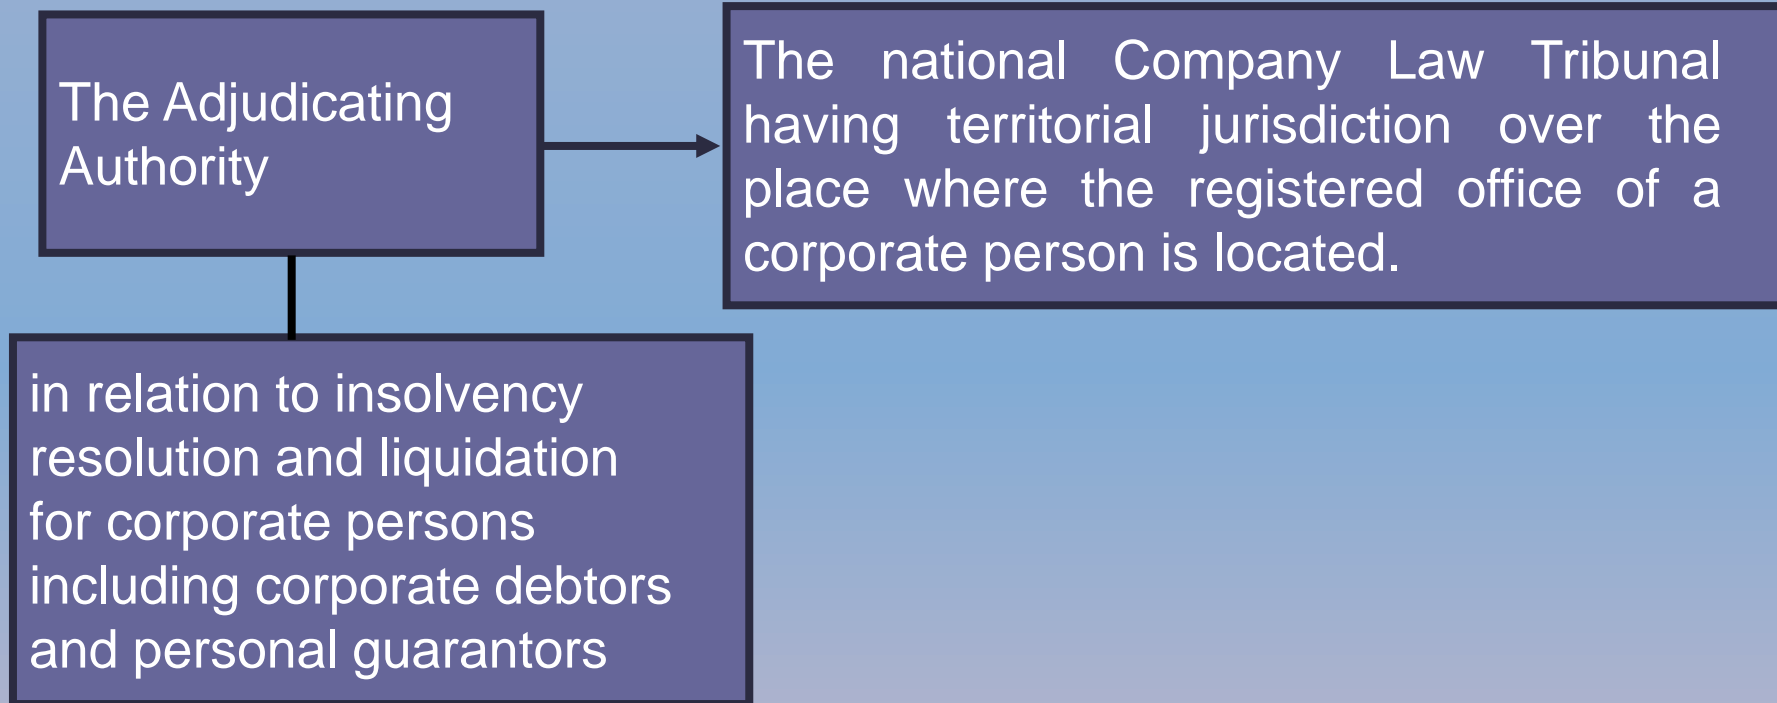 The Adjudicating
Authority
The national Company Law Tribunal
having territorial jurisdiction over the
place where the registered office of a
corporate person is located.
in relation to insolvency
resolution and liquidation
for corporate persons
including corporate debtors
and personal guarantors